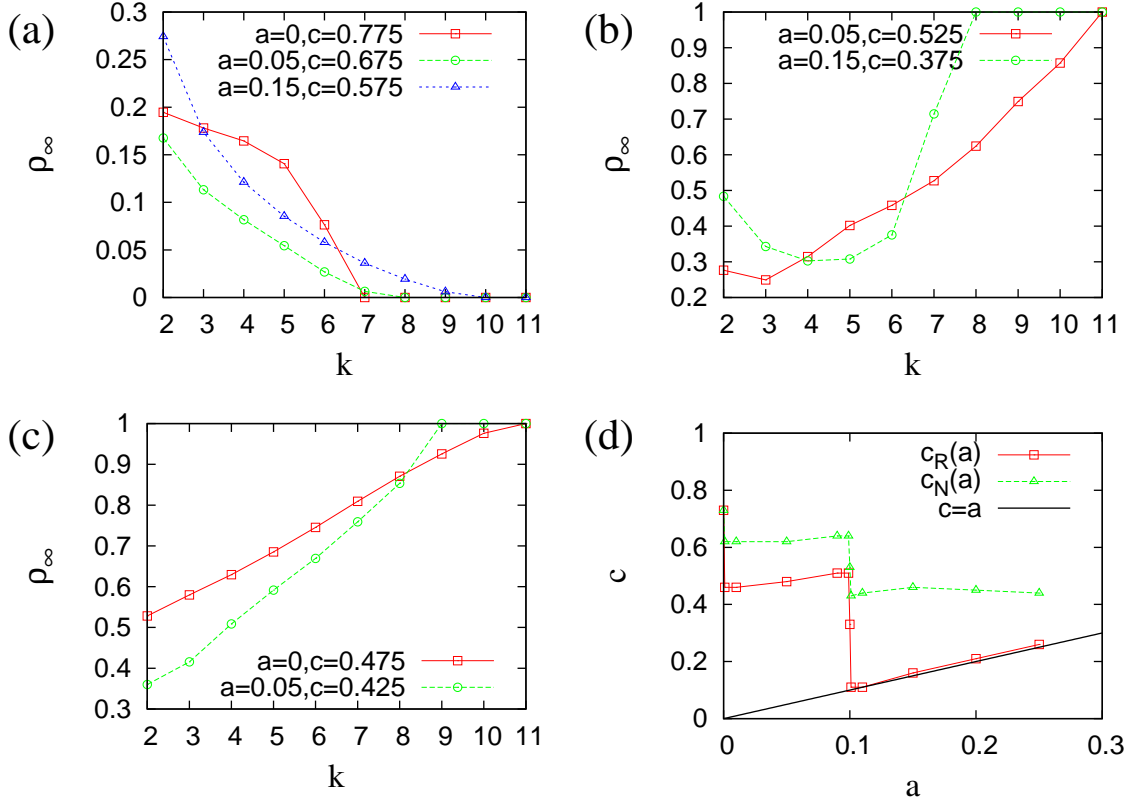 (a)
0.3
0.25
0.2
0.15
0.1
0.05
0
ρ∞
a=0,c=0.775
a=0.05,c=0.675
a=0.15,c=0.575
2 3 4 5 6 7 8 9 10 11
k
(b)
1
0.9
0.8
0.7
0.6
0.5
0.4
0.3
0.2
ρ∞
a=0.05,c=0.525
a=0.15,c=0.375
2 3 4 5 6 7 8 9 10 11
k
(c)
1
0.9
0.8
0.7
0.6
0.5
0.4
0.3
ρ∞
a=0,c=0.475
a=0.05,c=0.425
2 3 4 5 6 7 8 9 10 11
k
(d)
1
0.8
0.6
0.4
0.2
0
c
c_R(a)
c_N(a)
c=a
0 0.1 0.2 0.3
a